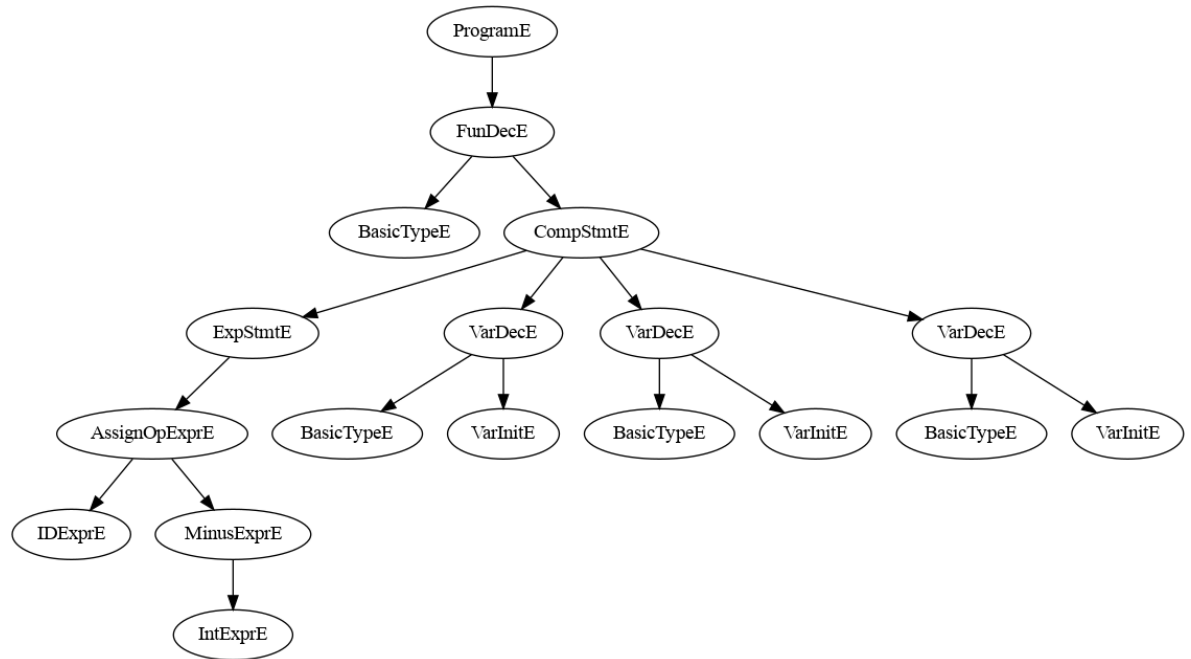 ProgramE
FunDecE
BasicTypeE
CompStmtE
ExpStmtE
VarDecE
VarDecE
VarDecE
AssignOpExprE
BasicTypeE
VarInitE
BasicTypeE
VarInitE
BasicTypeE
VarInitE
IDExprE
MinusExprE
IntExprE